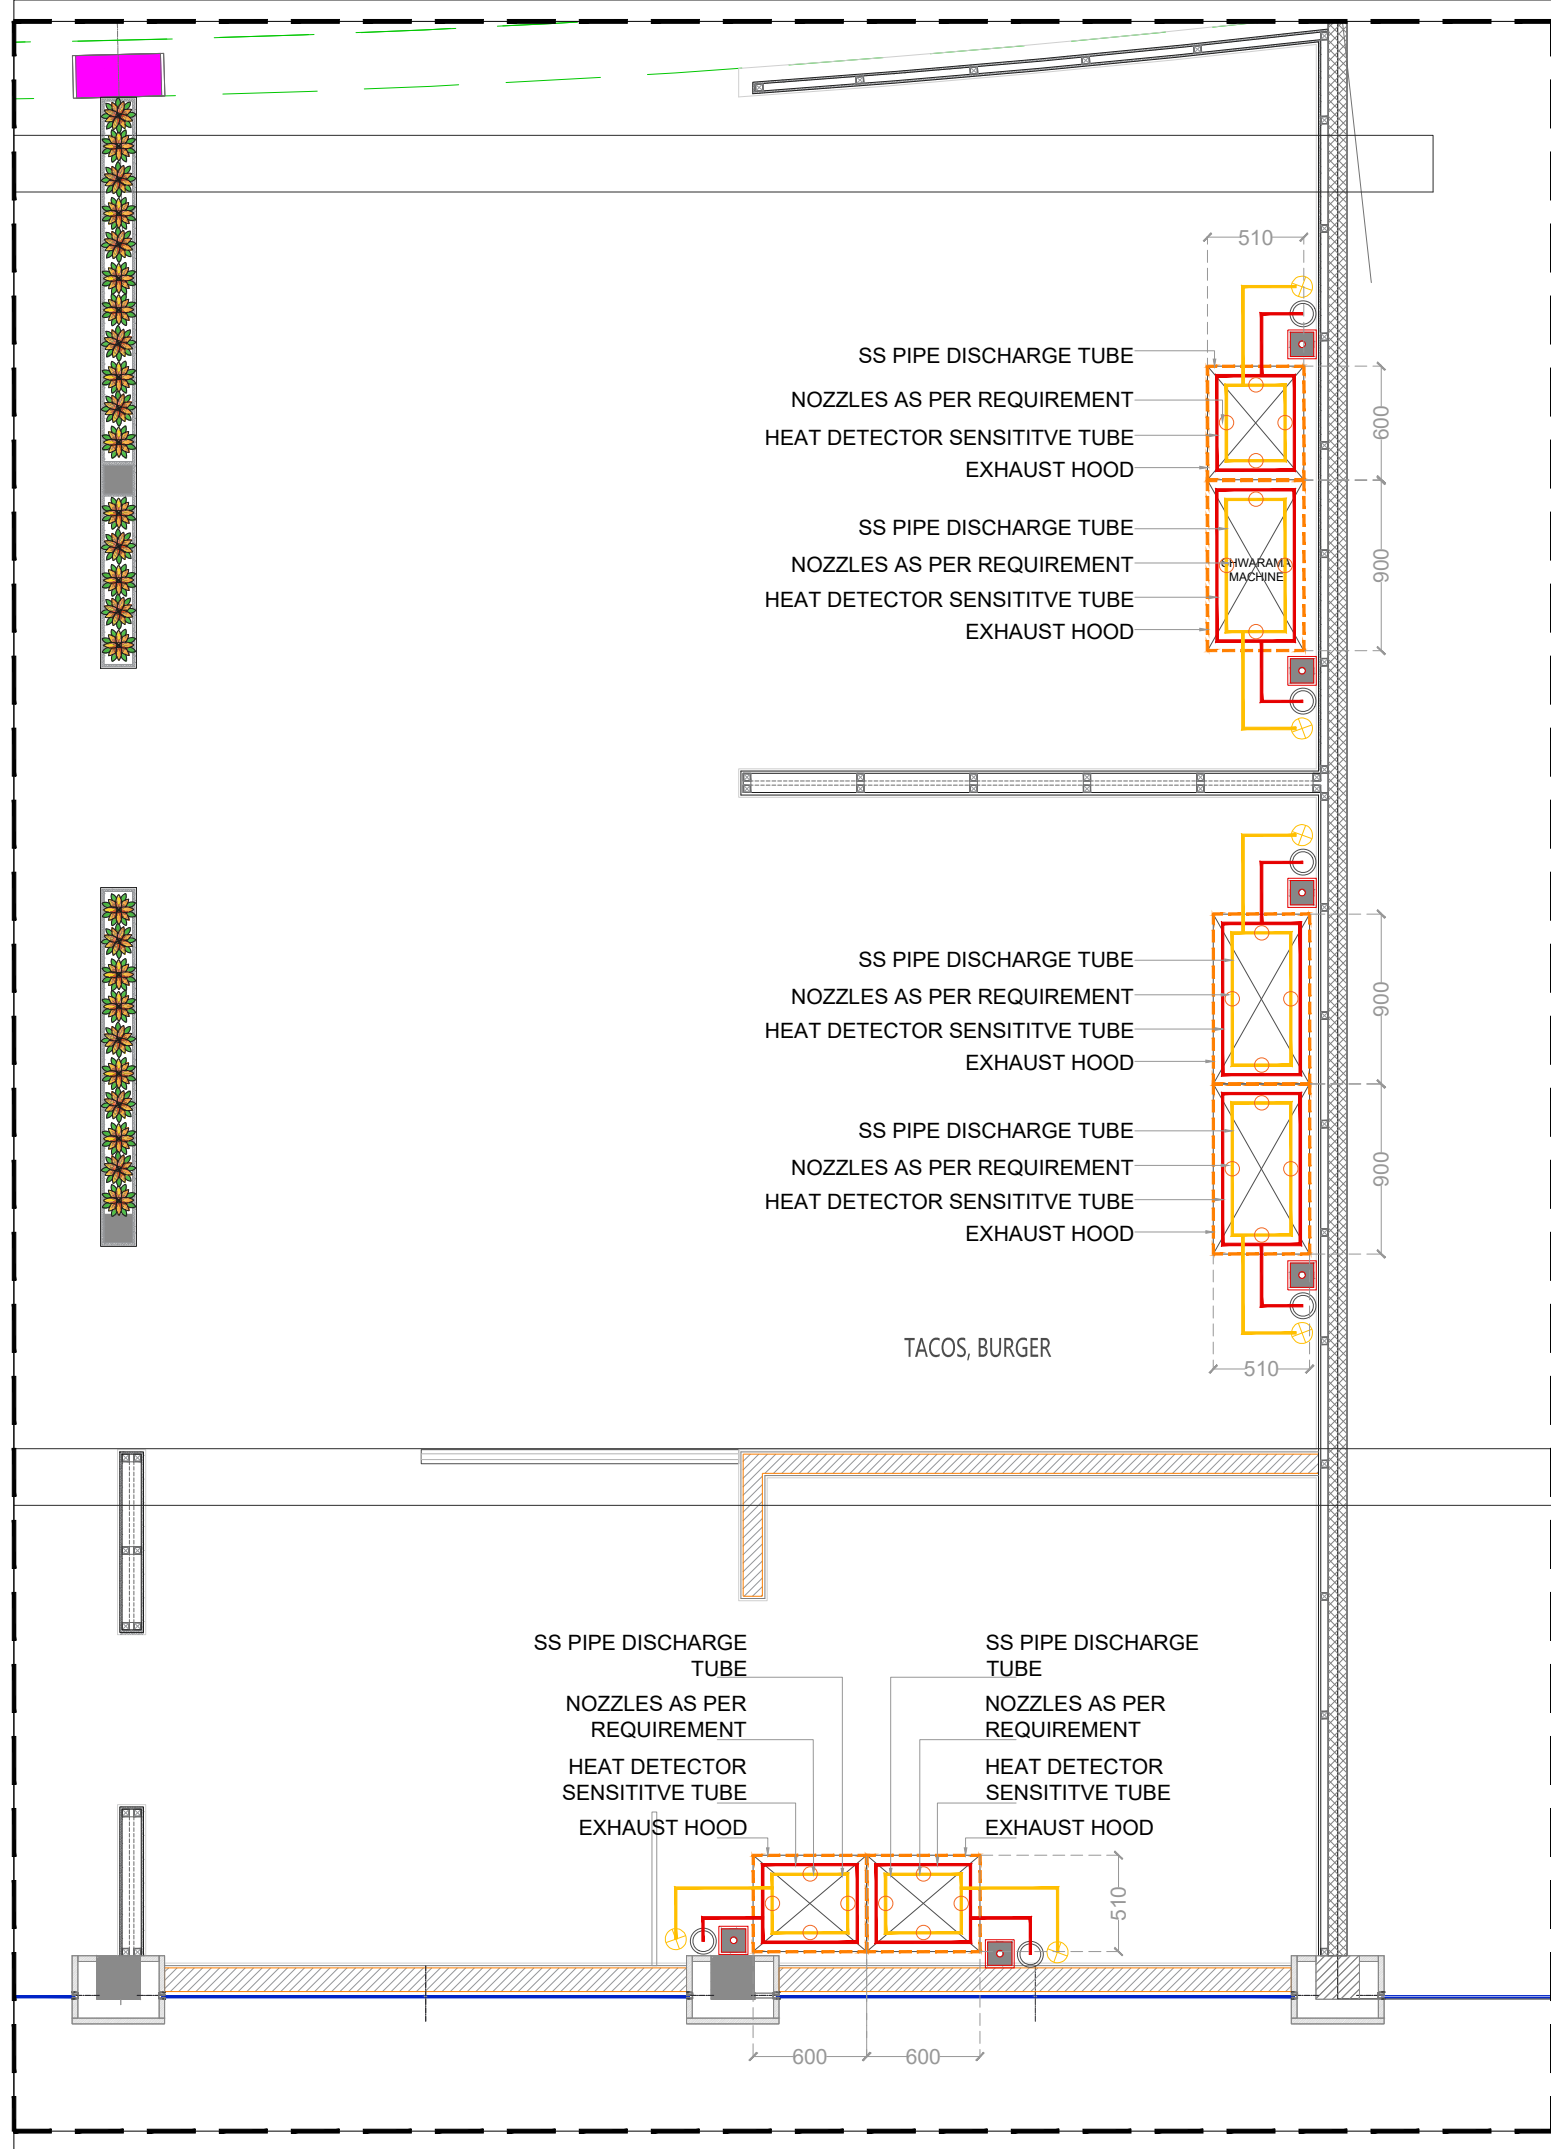 510
SS PIPE DISCHARGE TUBE
NOZZLES AS PER REQUIREMENT
HEAT DETECTOR SENSITITVE TUBE
EXHAUST HOOD
600
SS PIPE DISCHARGE TUBE
NOZZLES AS PER REQUIREMENT
HEAT DETECTOR SENSITITVE TUBE
EXHAUST HOOD
SHWARAMA
MACHINE
900
SS PIPE DISCHARGE TUBE
NOZZLES AS PER REQUIREMENT
HEAT DETECTOR SENSITITVE TUBE
EXHAUST HOOD
900
SS PIPE DISCHARGE TUBE
NOZZLES AS PER REQUIREMENT
HEAT DETECTOR SENSITITVE TUBE
EXHAUST HOOD
900
TACOS, BURGER
510
SS PIPE DISCHARGE
TUBE
NOZZLES AS PER
REQUIREMENT
HEAT DETECTOR
SENSITITVE TUBE
EXHAUST HOOD
SS PIPE DISCHARGE
TUBE
NOZZLES AS PER
REQUIREMENT
HEAT DETECTOR
SENSITITVE TUBE
EXHAUST HOOD
510
600
600